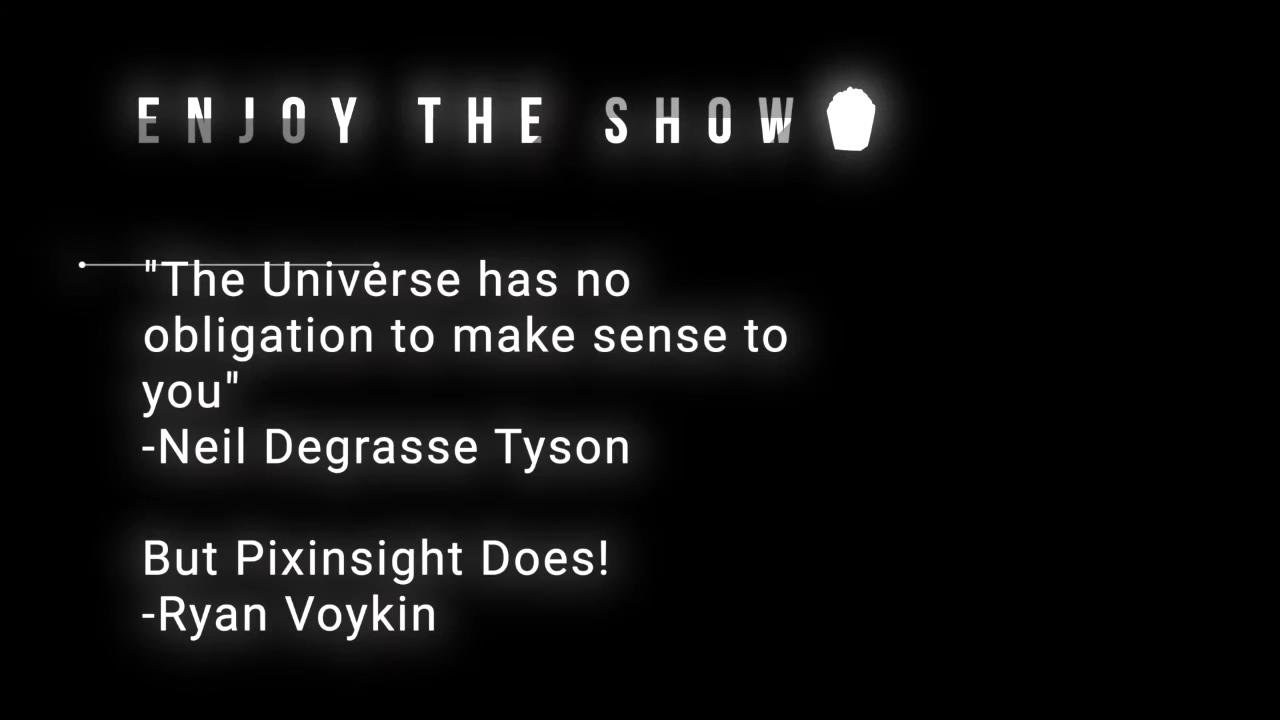 ENJOY THE SHOW
"The Universe has no
obligation to make sense to
you"
-Neil Degrasse Tyson
But Pixinsight Does!
-Ryan Voykin